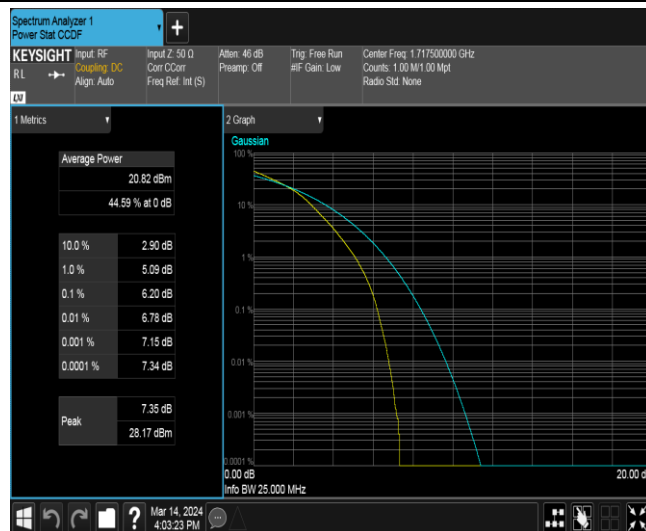 Spectrum Analyzer 1
Power Stat CCDF
+
KEYSIGHT
RL
LXI
Input: RF
Coupling: DC
Align: Auto
Input Z: 50 Ω
Corr CCorr
Freq Ref: Int (S)
Atten: 46 dB
Preamp: Off
Trig: Free Run
#IF Gain: Low
Center Freq: 1.717500000 GHz
Counts: 1.00 M/1.00 Mpt
Radio Std: None
1 Metrics
Average Power
20.82 dBm
44.59 % at 0 dB
10.0 % 2.90 dB
1.0 % 5.09 dB
0.1 % 6.20 dB
0.01 % 6.78 dB
0.001 % 7.15 dB
0.0001 % 7.34 dB
Peak
7.35 dB
28.17 dBm
2 Graph
Gaussian
100 %
10 %
1 %
0.1 %
0.01 %
0.001 %
0.0001 %
0.00 dB
20.00 d
Info BW 25.000 MHz
?
Mar 14, 2024
4:03:23 PM